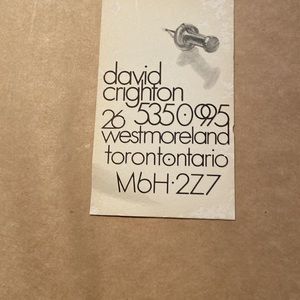 david
crighton
26 535·0995
westmoreland
torontontario
M6H·2Z7